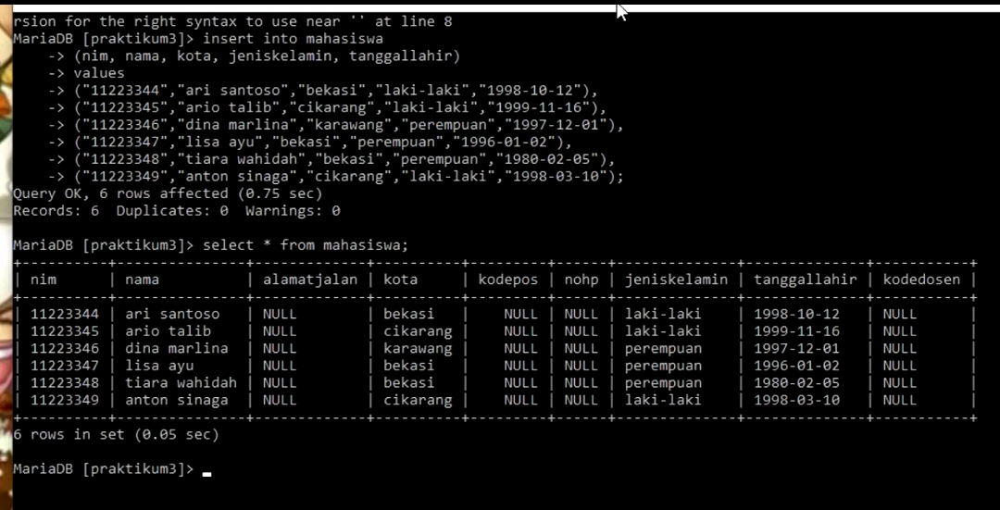 rsion for the right syntax to use near '' at line 8
MariaDB [praktikum3]> insert into mahasiswa
    -> (nim, nama, kota, jeniskelamin, tanggallahir)
    -> values
    -> ("11223344","ari santoso","bekasi","laki-laki","1998-10-12"),
    -> ("11223345","ario talib","cikarang","laki-laki","1999-11-16"),
    -> ("11223346","dina marlina","karawang","perempuan","1997-12-01"),
    -> ("11223347","lisa ayu","bekasi","perempuan","1996-01-02"),
    -> ("11223348","tiara wahidah","bekasi","perempuan","1980-02-05"),
    -> ("11223349","anton sinaga","cikarang","laki-laki","1998-03-10");
Query OK, 6 rows affected (0.75 sec)
Records: 6  Duplicates: 0  Warnings: 0
MariaDB [praktikum3]> select * from mahasiswa;
+----------+---------------+-------------+----------+---------+------+--------------+--------------+------------+
| nim      | nama          | alamatjalan | kota     | kodepos | nohp | jeniskelamin | tanggallahir | kodedosen |
+----------+---------------+-------------+----------+---------+------+--------------+--------------+------------+
| 11223344 | ari santoso   | NULL        | bekasi   |    NULL | NULL | laki-laki    | 1998-10-12   | NULL      |
| 11223345 | ario talib    | NULL        | cikarang |    NULL | NULL | laki-laki    | 1999-11-16   | NULL      |
| 11223346 | dina marlina  | NULL        | karawang |    NULL | NULL | perempuan    | 1997-12-01   | NULL      |
| 11223347 | lisa ayu      | NULL        | bekasi   |    NULL | NULL | perempuan    | 1996-01-02   | NULL      |
| 11223348 | tiara wahidah | NULL        | bekasi   |    NULL | NULL | perempuan    | 1980-02-05   | NULL      |
| 11223349 | anton sinaga  | NULL        | cikarang |    NULL | NULL | laki-laki    | 1998-03-10   | NULL      |
+----------+---------------+-------------+----------+---------+------+--------------+--------------+------------+
6 rows in set (0.05 sec)
MariaDB [praktikum3]> _